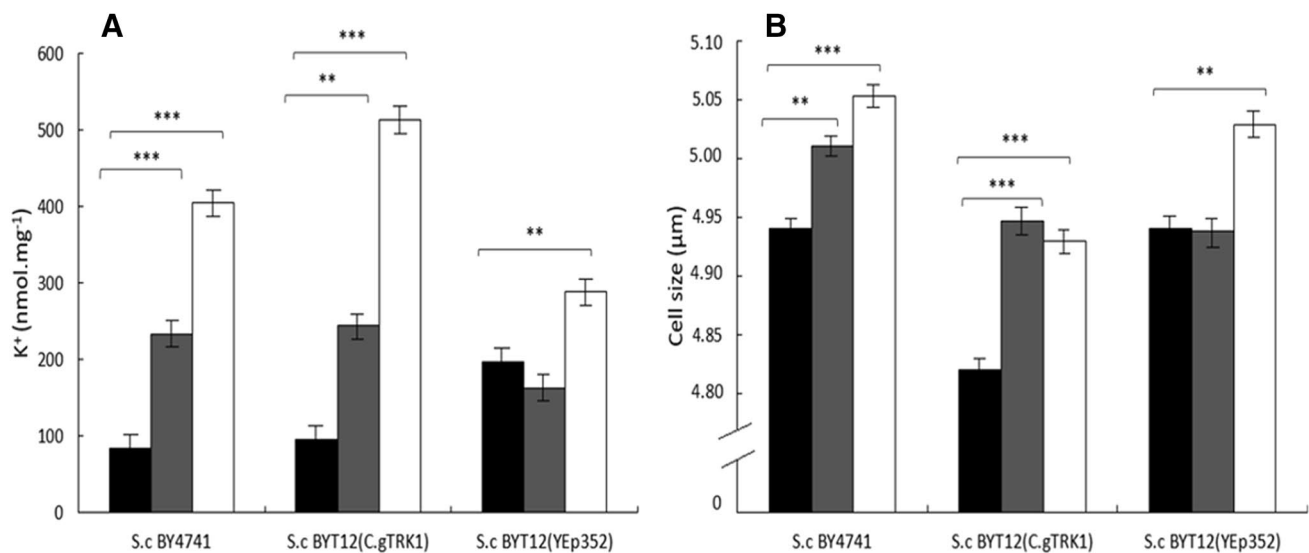 A
K⁺ (nmol.mg⁻¹)
600
500
400
300
200
100
0
***
***
**
***
**
S.c BY4741
S.c BYT12(C.gTRK1)
S.c BYT12(YEp352)
B
Cell size (µm)
5.10
5.05
5.00
4.95
4.90
4.85
4.80
0
***
**
***
***
**
S.c BY4741
S.c BYT12(C.gTRK1)
S.c BYT12(YEp352)